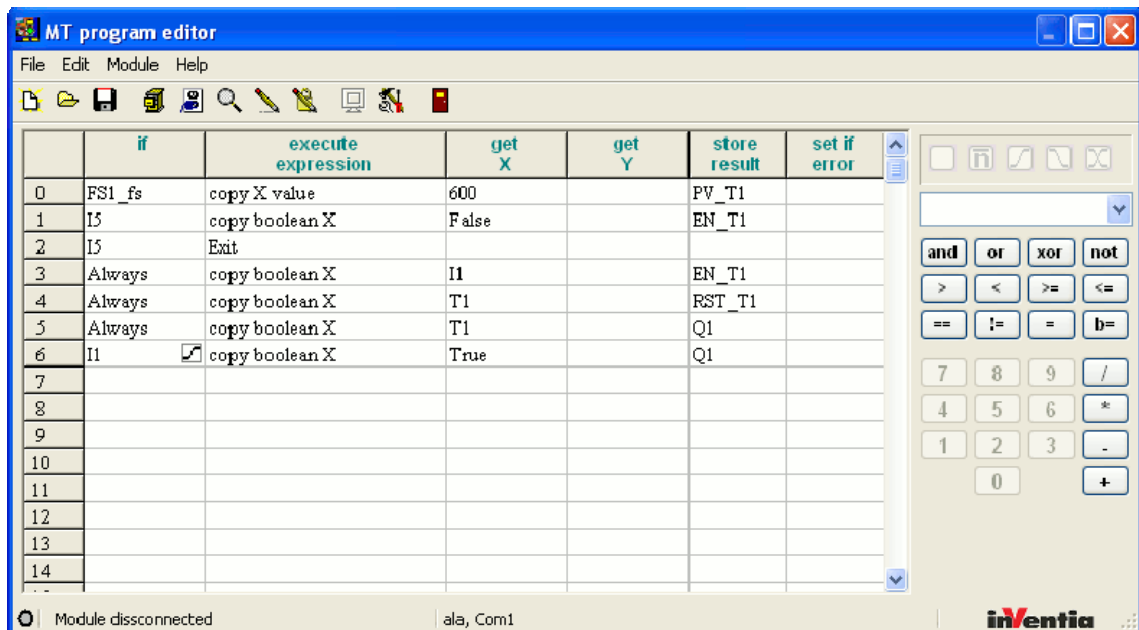 MT program editor
File Edit Module Help
if execute expression get X get Y store result set if error
0 FS1_fs copy X value 600 PV_T1
1 I5 copy boolean X False EN_T1
2 I5 Exit
3 Always copy boolean X I1 EN_T1
4 Always copy boolean X T1 RST_T1
5 Always copy boolean X T1 Q1
6 I1 copy boolean X True Q1
7
8
9
10
11
12
13
14
n
and or xor not
> < >= <=
== != = b=
7 8 9 /
4 5 6 *
1 2 3 -
0 +
Module dissconnected ala, Com1 inVentia